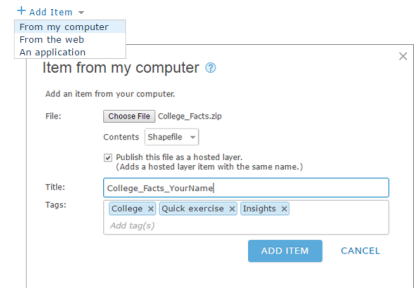 + Add Item
From my computer
From the web
An application
Item from my computer ?
Add an item from your computer.
File: Choose File College_Facts.zip
Contents Shapefile
Publish this file as a hosted layer.
(Adds a hosted layer item with the same name.)
Title: College_Facts_YourName
Tags: College × Quick exercise × Insights ×
Add tag(s)
ADD ITEM CANCEL